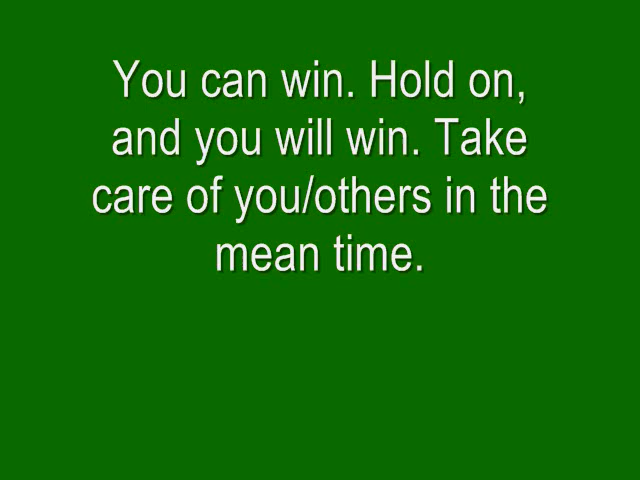 You can win. Hold on,
and you will win. Take
care of you/others in the
mean time.